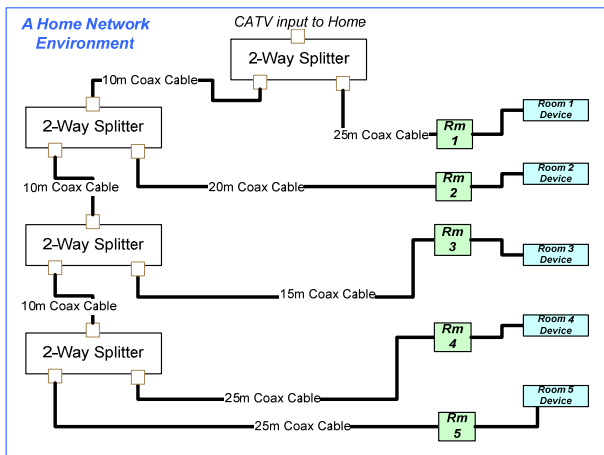 A Home Network
Environment
CATV input to Home
2-Way Splitter
10m Coax Cable
2-Way Splitter
25m Coax Cable
Rm
1
Room 1
Device
10m Coax Cable
20m Coax Cable
Rm
2
Room 2
Device
2-Way Splitter
Rm
3
Room 3
Device
10m Coax Cable
15m Coax Cable
2-Way Splitter
Rm
4
Room 4
Device
25m Coax Cable
25m Coax Cable
Rm
5
Room 5
Device